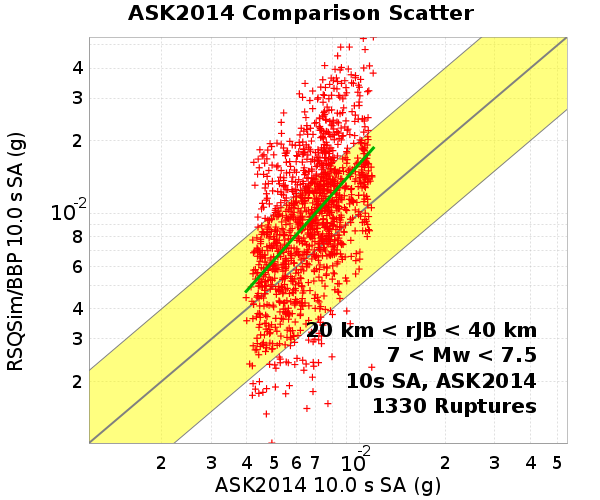 ASK2014 Comparison Scatter
RSQSim/BBP 10.0 s SA (g)
4
3
2
10-2
8
6
4
3
2
20 km < rJB < 40 km
7 < Mw < 7.5
10s SA, ASK2014
1330 Ruptures
2 3 4 5 6 7 10-2 2 3 4 5
ASK2014 10.0 s SA (g)